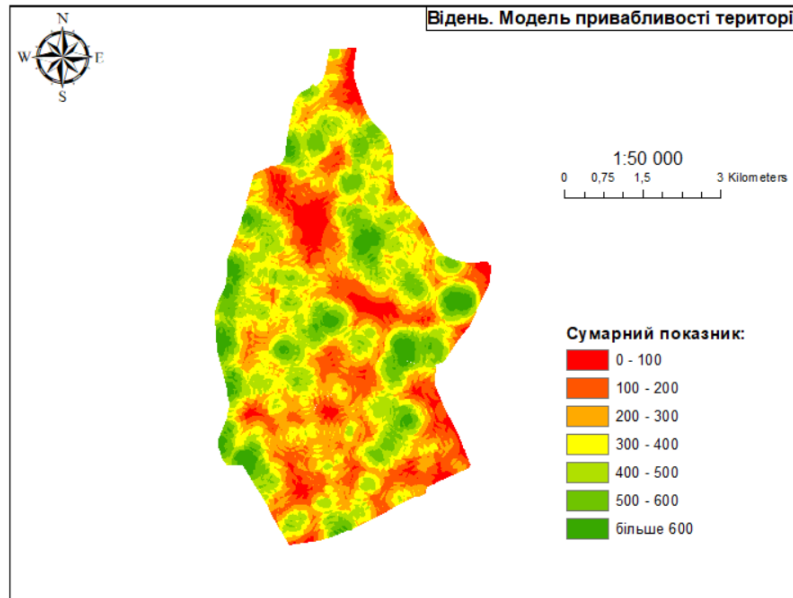 Відень. Модель привабливості територі
N
W
E
S
1:50 000
0 0,75 1,5 3 Kilometers
Сумарний показник:
0 - 100
100 - 200
200 - 300
300 - 400
400 - 500
500 - 600
більше 600